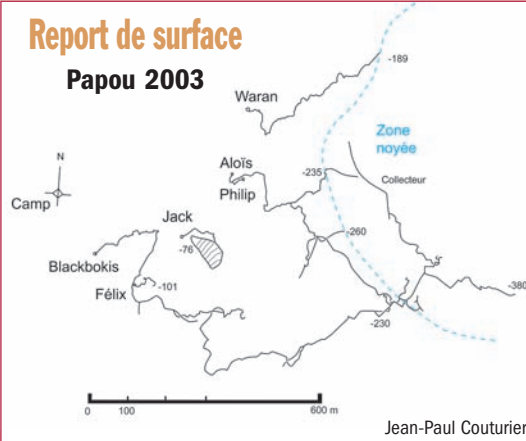 Report de surface
Papou 2003
-189
Waran
Zone
noyée
Aloïs
-235
N
Philip
Collecteur
Camp
Jack
-260
-76
Blackbokis
-101
Félix
-380
-230
0 100 600 m
Jean-Paul Couturier